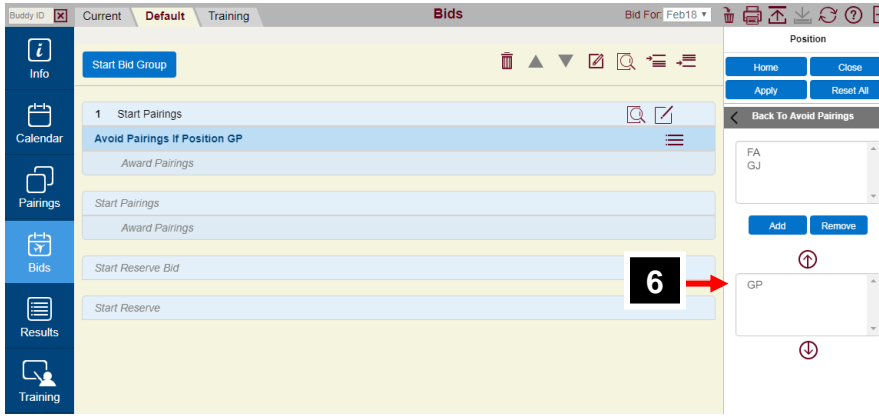 Buddy ID X Current Default Training Bids Bid For: Feb18
Info
Calendar
Pairings
Bids
Results
Training
Start Bid Group
1 Start Pairings
Avoid Pairings If Position GP
Award Pairings
Start Pairings
Award Pairings
Start Reserve Bid
Start Reserve
6
Position
Home Close
Apply Reset All
Back To Avoid Pairings
FA
GJ
Add Remove
GP